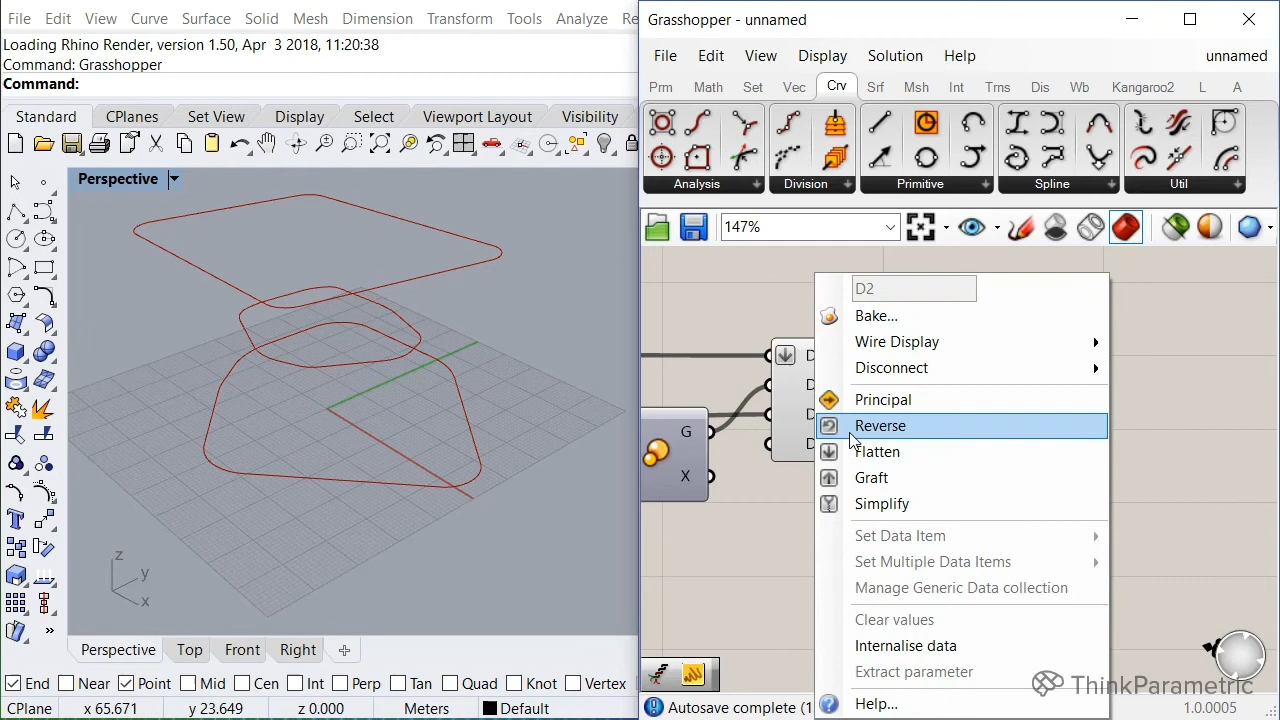 File Edit View Curve Surface Solid Mesh Dimension Transform Tools Analyze Re
Loading Rhino Render, version 1.50, Apr  3 2018, 11:20:38
Command: Grasshopper
Command:
Standard CPlanes Set View Display Select Viewport Layout Visibility
Perspective
z
y
x
Perspective Top Front Right
End Near Point Mid Cen Int Perp Tan Quad Knot Vertex
CPlane x 65.671 y 23.649 z 0.000 Meters Default
Grasshopper - unnamed
File Edit View Display Solution Help unnamed
Prm Math Set Vec Crv Srf Msh Int Trns Dis Wb Kangaroo2 L A
Analysis Division Primitive Spline Util
147%
D2
Bake...
Wire Display
Disconnect
Principal
Reverse
Flatten
Graft
Simplify
Set Data Item
Set Multiple Data Items
Manage Generic Data collection
Clear values
Internalise data
Extract parameter
Help...
D
D
D
D
G
X
ThinkParametric
Autosave complete (1
1.0.0005